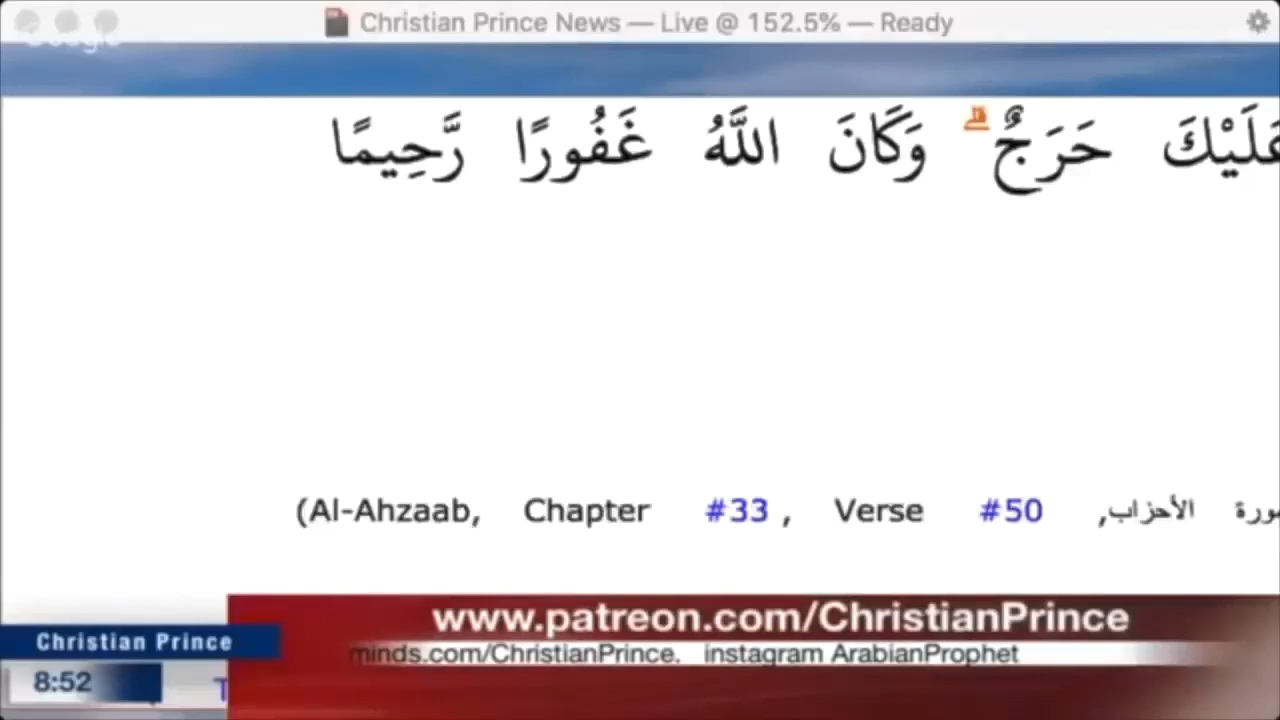 Christian Prince News — Live @ 152.5% — Ready
Google
عَلَيْكَ حَرَجٌ ۗ وَكَانَ اللَّهُ غَفُورًا رَّحِيمًا
(Al-Ahzaab, Chapter #33, Verse #50 ,الأحزاب
www.patreon.com/ChristianPrince
minds.com/ChristianPrince. instagram ArabianProphet
Christian Prince
8:52